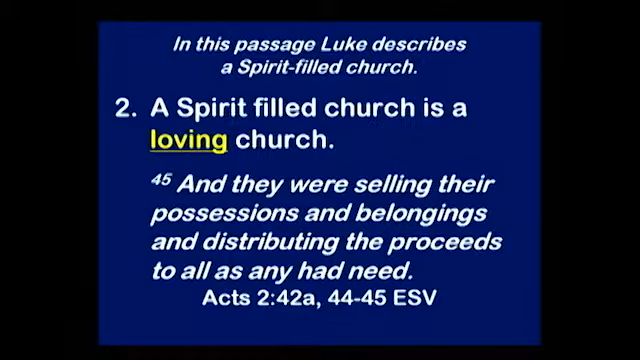 In this passage Luke describes
a Spirit-filled church.
2. A Spirit filled church is a
loving church.
45 And they were selling their
possessions and belongings
and distributing the proceeds
to all as any had need.
Acts 2:42a, 44-45 ESV